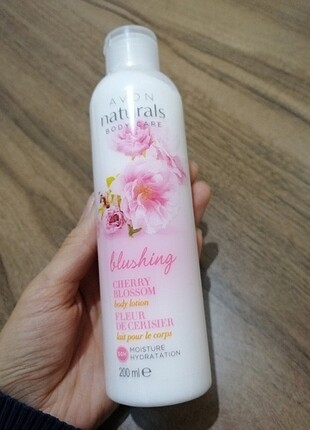 AVON
naturals
BODY CARE
blushing
CHERRY
BLOSSOM
body lotion
FLEUR
DE CERISIER
lait pour le corps
MOISTURE
HYDRATATION
200 ml e